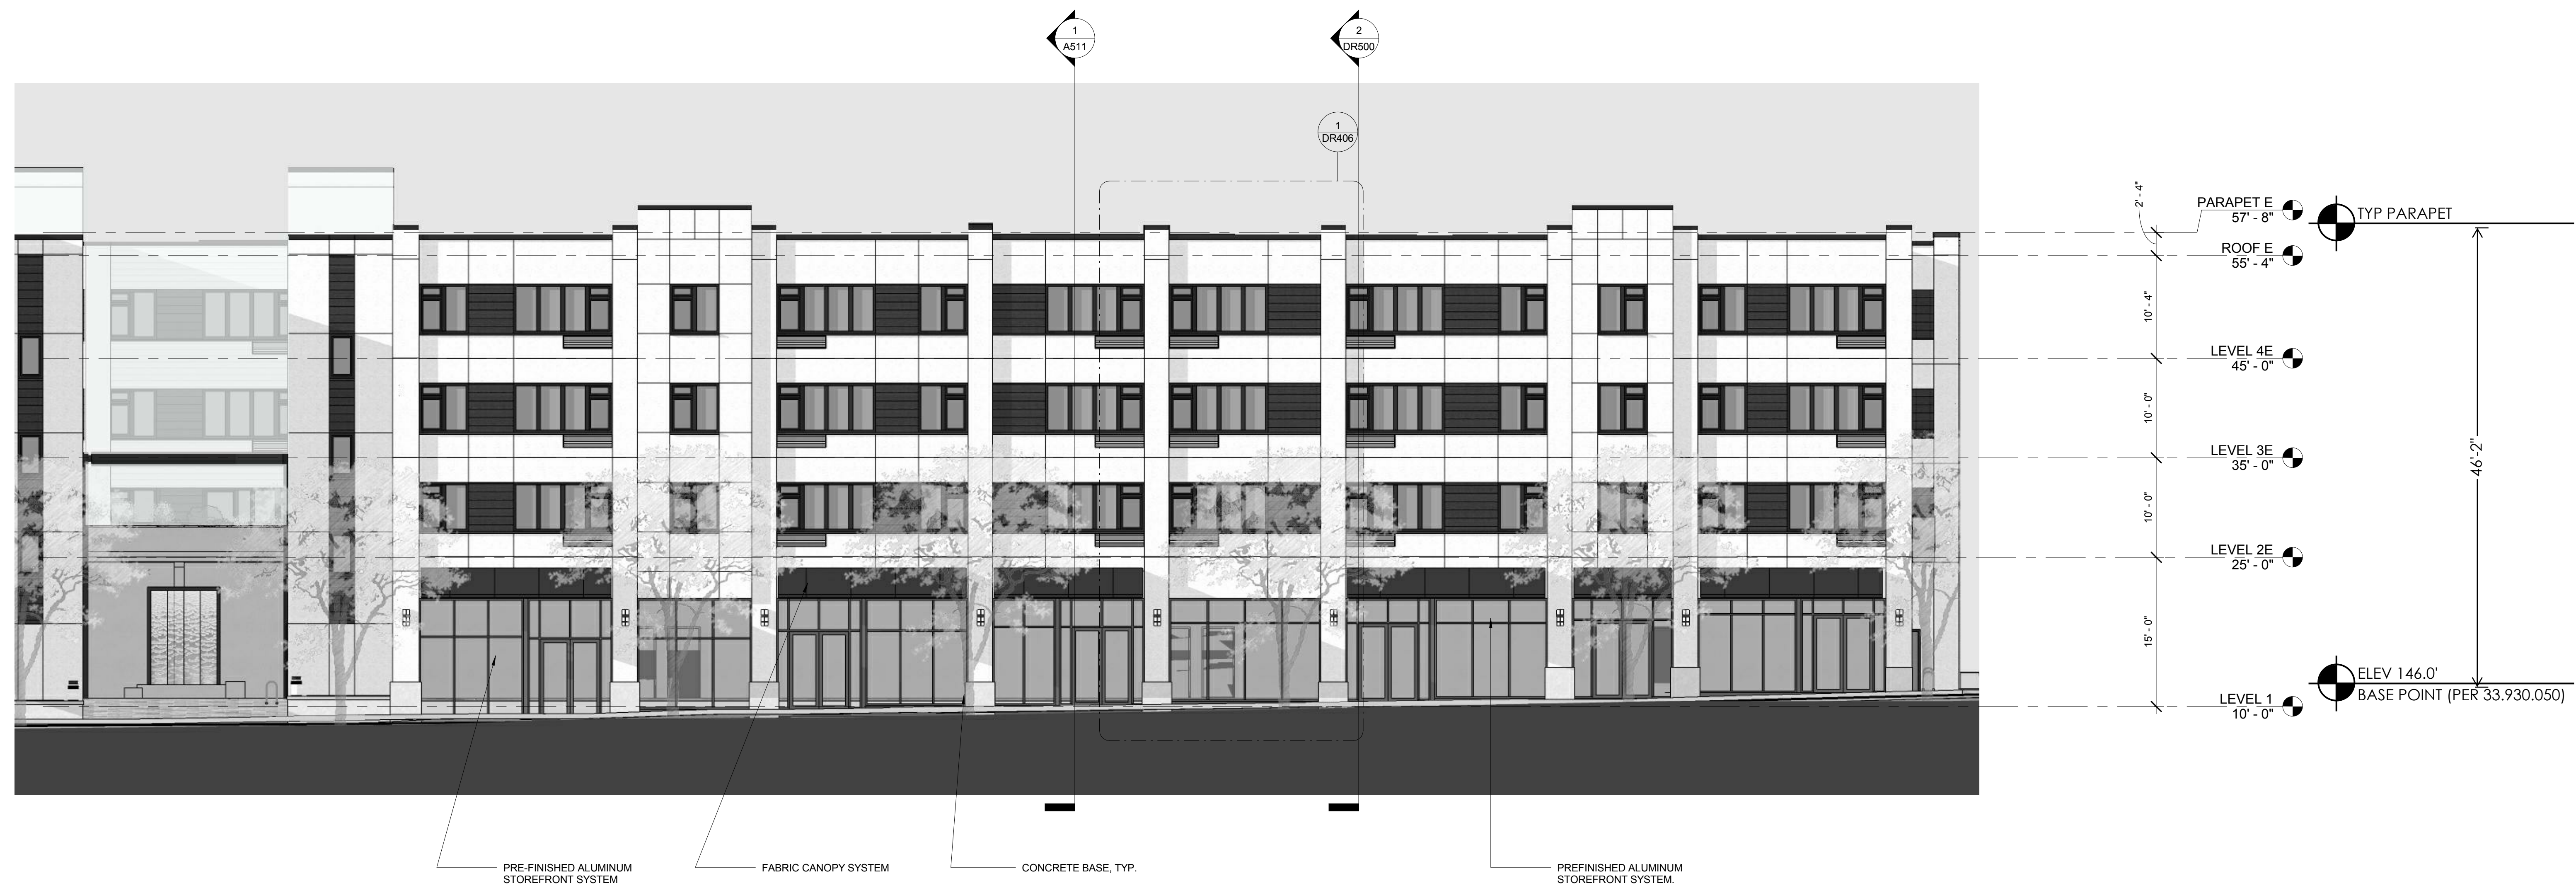 1
A511
2
DR500
1
DR406
2' - 4"
PARAPET E
57' - 8"
TYP PARAPET
ROOF E
55' - 4"
10' - 4"
LEVEL 4E
45' - 0"
10' - 0"
LEVEL 3E
35' - 0"
46'-2"
10' - 0"
LEVEL 2E
25' - 0"
15' - 0"
ELEV 146.0'
BASE POINT (PER 33.930.050)
LEVEL 1
10' - 0"
PRE-FINISHED ALUMINUM
STOREFRONT SYSTEM
FABRIC CANOPY SYSTEM
CONCRETE BASE, TYP.
PREFINISHED ALUMINUM
STOREFRONT SYSTEM.